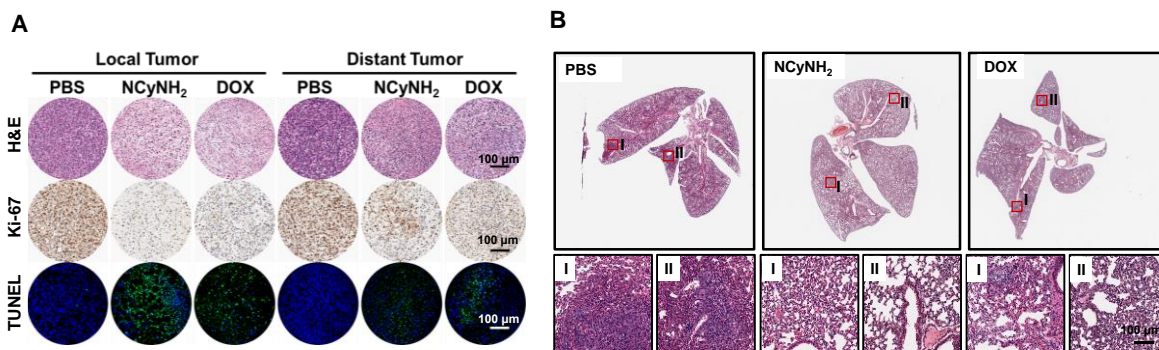 A
Local Tumor Distant Tumor
PBS NCyNH₂ DOX PBS NCyNH₂ DOX
H&E
100 μm
Ki-67
100 μm
TUNEL
100 μm
B
PBS
I
II
NCyNH₂
II
I
DOX
II
I
I II I II I II
100 μm